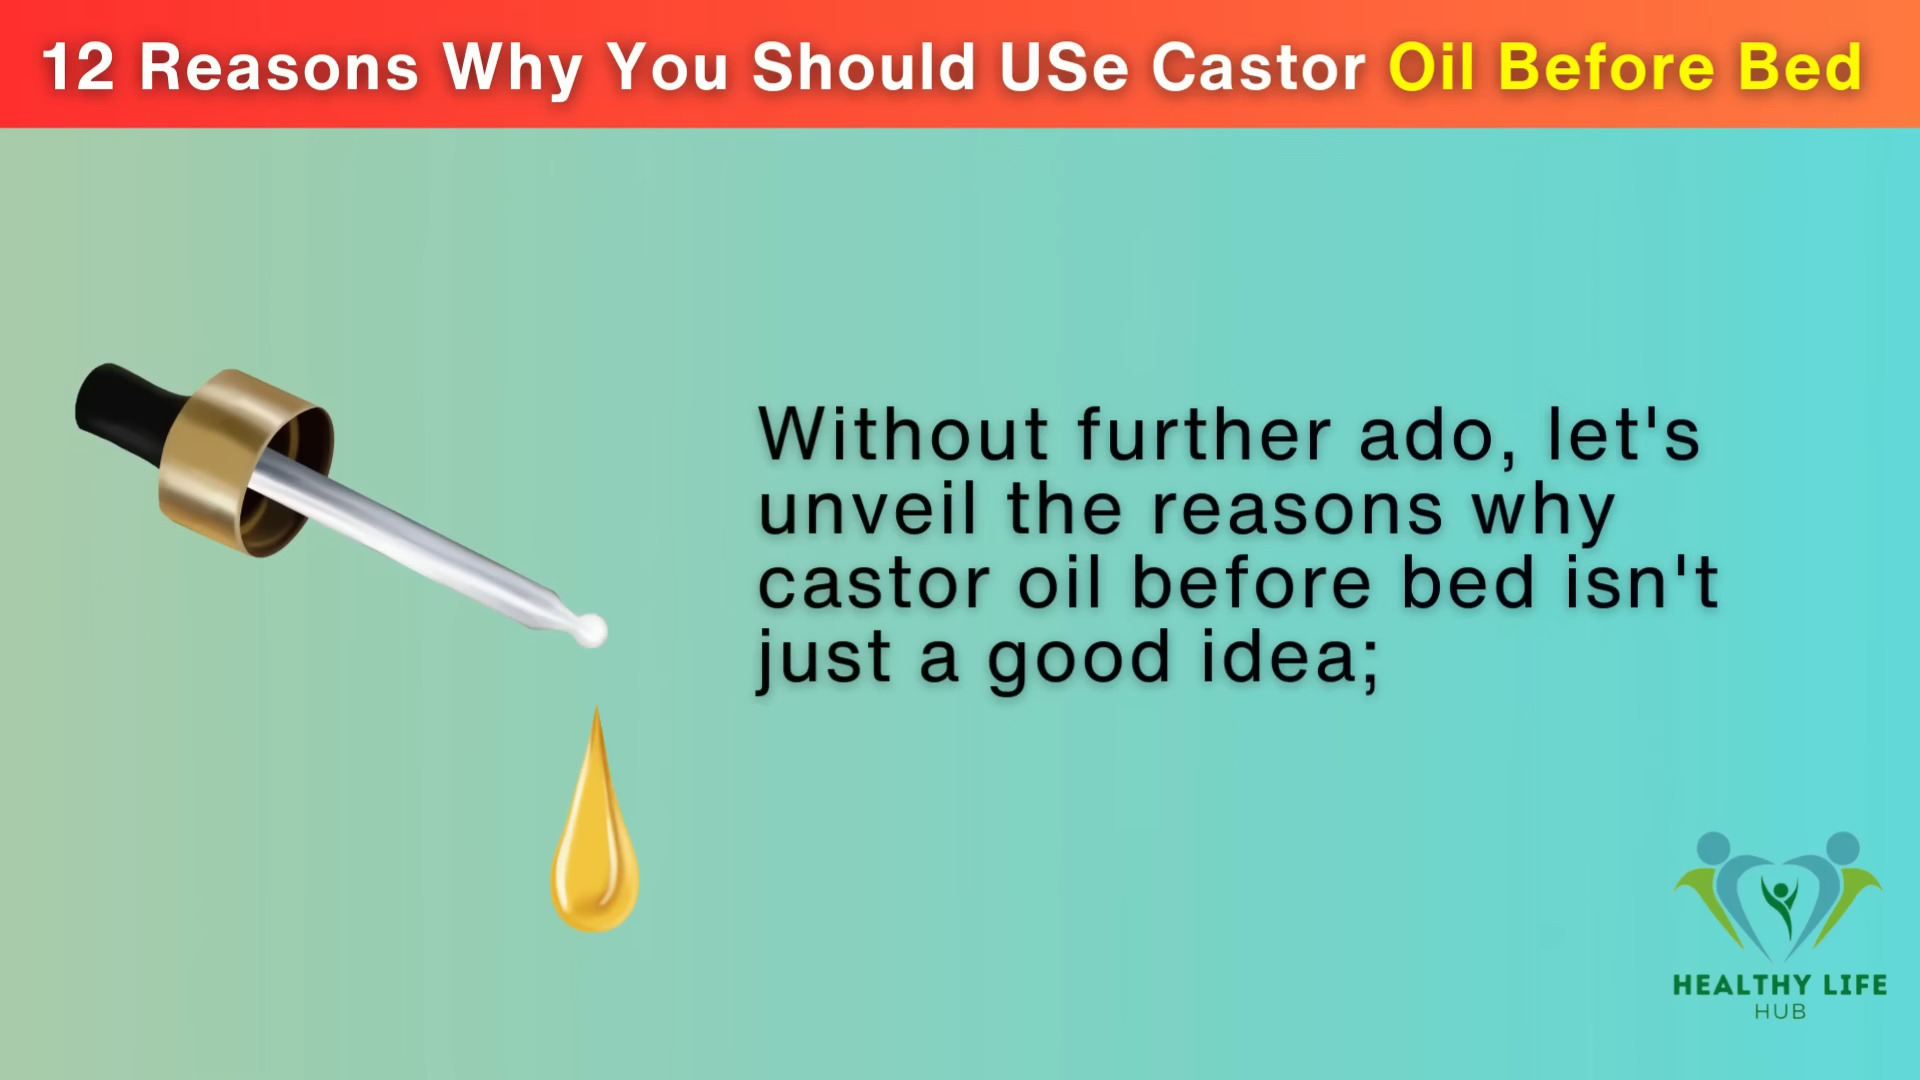 12 Reasons Why You Should USe Castor Oil Before Bed
Without further ado, let's
unveil the reasons why
castor oil before bed isn't
just a good idea;
HEALTHY LIFE
HUB